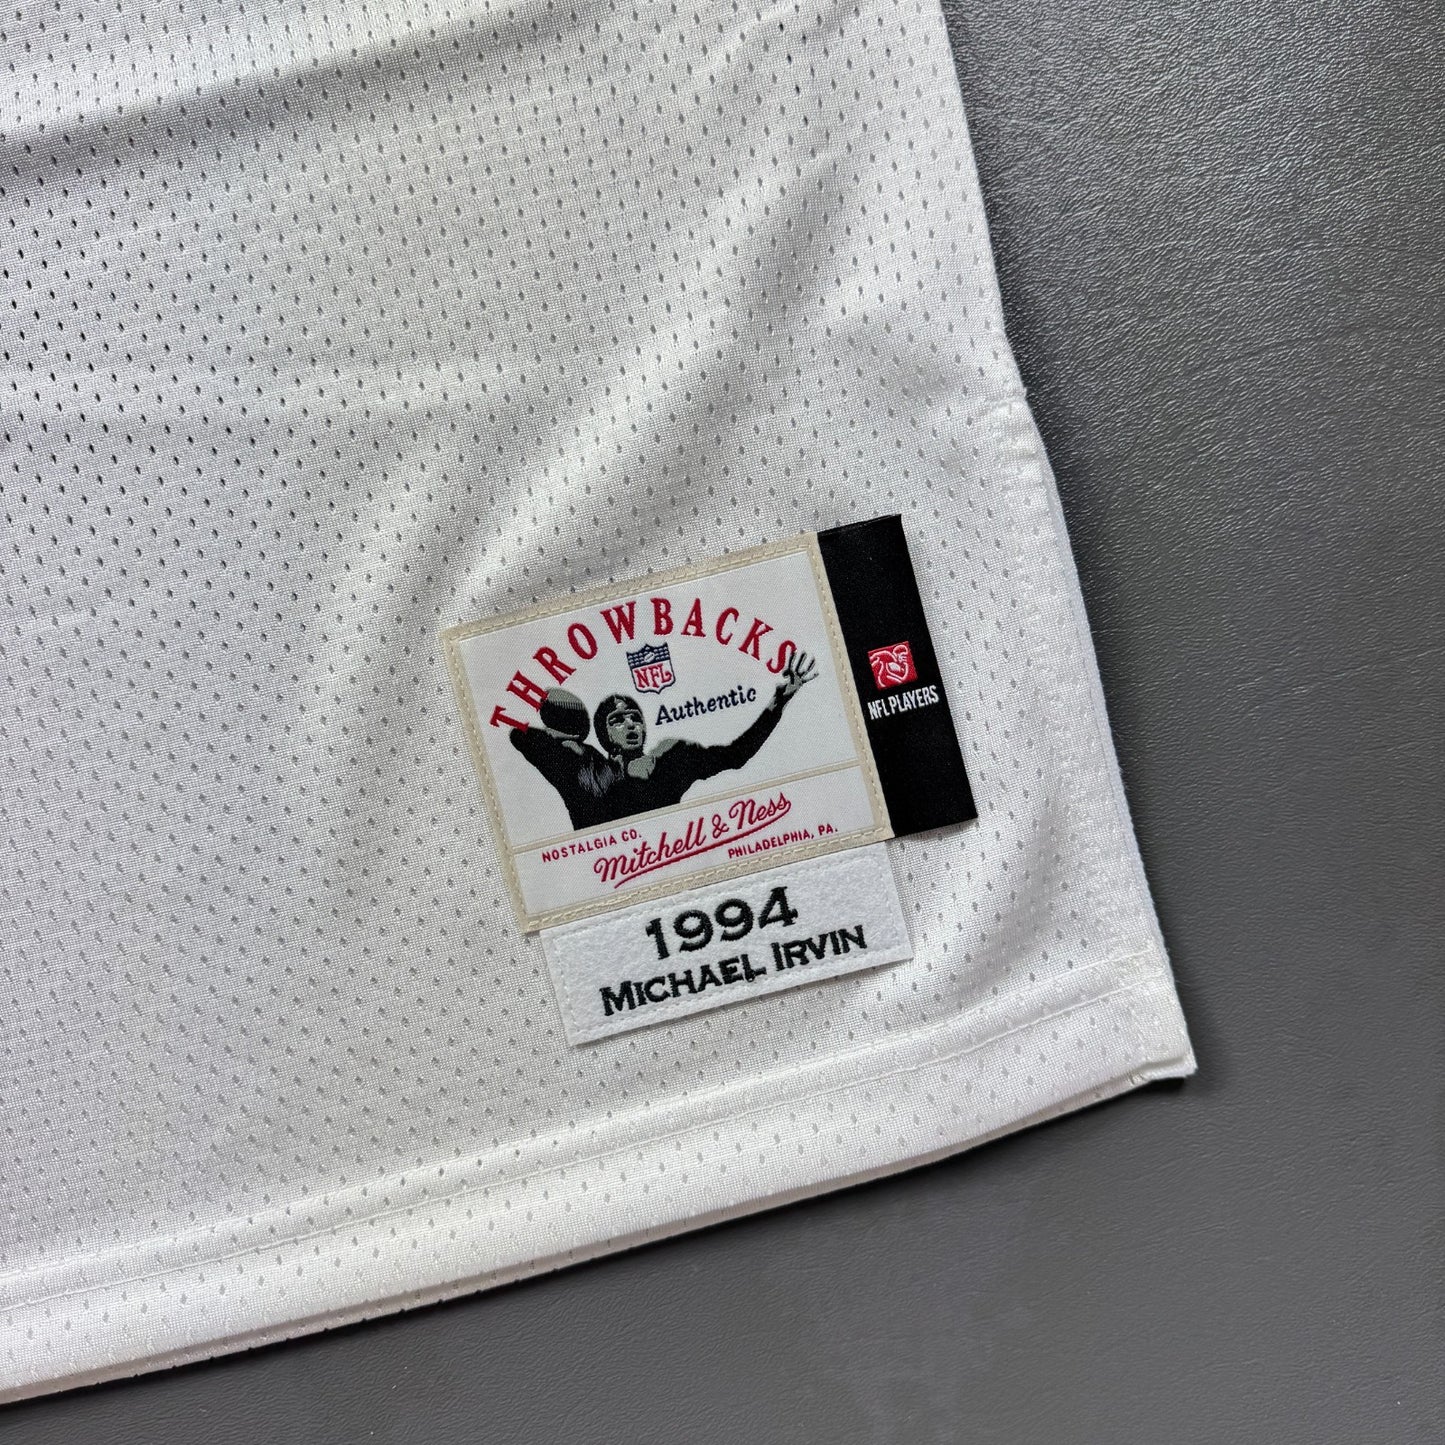 THROWBACKS
NFL
Authentic
NFL PLAYERS
NOSTALGIA CO.
Mitchell & Ness
PHILADELPHIA, PA.
1994
MICHAEL IRVIN